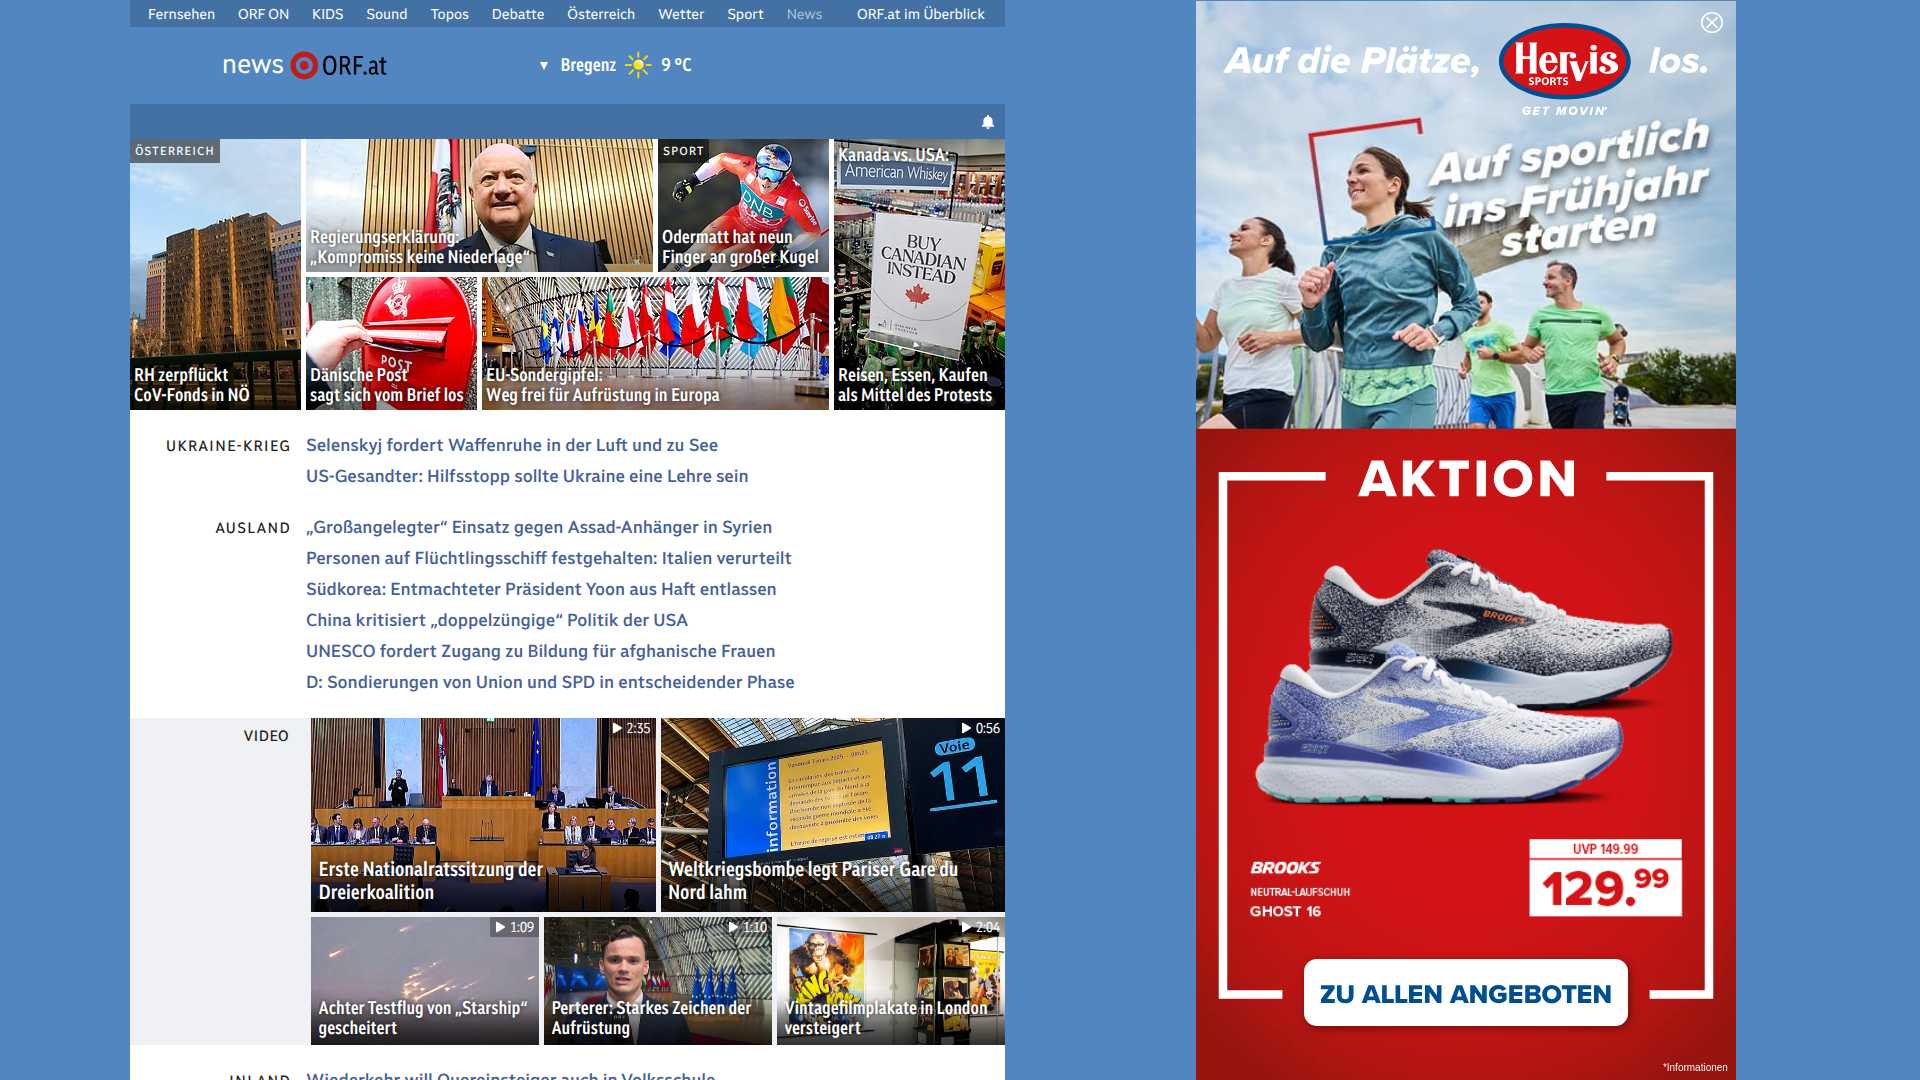 Fernsehen ORF ON KIDS Sound Topos Debatte Österreich Wetter Sport News ORF.at im Überblick
news ORF.at
Bregenz 9 °C
ÖSTERREICH
RH zerpflückt
CoV-Fonds in NÖ
Regierungserklärung:
„Kompromiss keine Niederlage“
SPORT
DNB
Odermatt hat neun
Finger an großer Kugel
Kanada vs. USA:
American Whiskey
BUY
CANADIAN
INSTEAD
Reisen, Essen, Kaufen
als Mittel des Protests
POST
Dänische Post
sagt sich vom Brief los
EU-Sondergipfel:
Weg frei für Aufrüstung in Europa
UKRAINE-KRIEG
Selenskyj fordert Waffenruhe in der Luft und zu See
US-Gesandter: Hilfsstopp sollte Ukraine eine Lehre sein
AUSLAND
„Großangelegter“ Einsatz gegen Assad-Anhänger in Syrien
Personen auf Flüchtlingsschiff festgehalten: Italien verurteilt
Südkorea: Entmachteter Präsident Yoon aus Haft entlassen
China kritisiert „doppelzüngige“ Politik der USA
UNESCO fordert Zugang zu Bildung für afghanische Frauen
D: Sondierungen von Union und SPD in entscheidender Phase
VIDEO
2:35
Erste Nationalratssitzung der
Dreierkoalition
0:56
information
Voie
11
Weltkriegsbombe legt Pariser Gare du
Nord lahm
1:09
Achter Testflug von „Starship“
gescheitert
1:10
Perterer: Starkes Zeichen der
Aufrüstung
2:04
Vintagefilmplakate in London
versteigert
INLAND
Wiederkehr will Quereinsteiger auch in Volksschule
Auf die Plätze, Hervis los.
SPORTS
GET MOVIN'
Auf sportlich
ins Frühjahr
starten
AKTION
BROOKS
BROOKS
NEUTRAL-LAUFSCHUH
GHOST 16
UVP 149.99
129.99
ZU ALLEN ANGEBOTEN
*Informationen